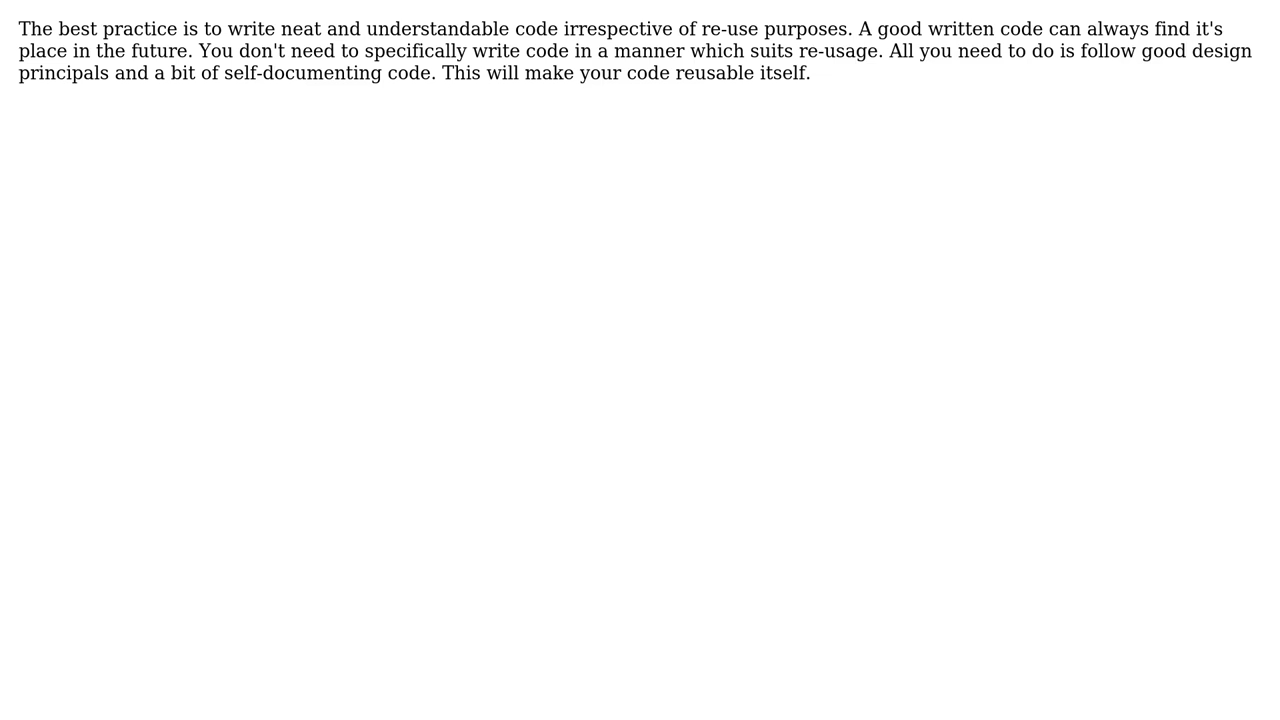 The best practice is to write neat and understandable code irrespective of re-use purposes. A good written code can always find it's
place in the future. You don't need to specifically write code in a manner which suits re-usage. All you need to do is follow good design
principals and a bit of self-documenting code. This will make your code reusable itself.